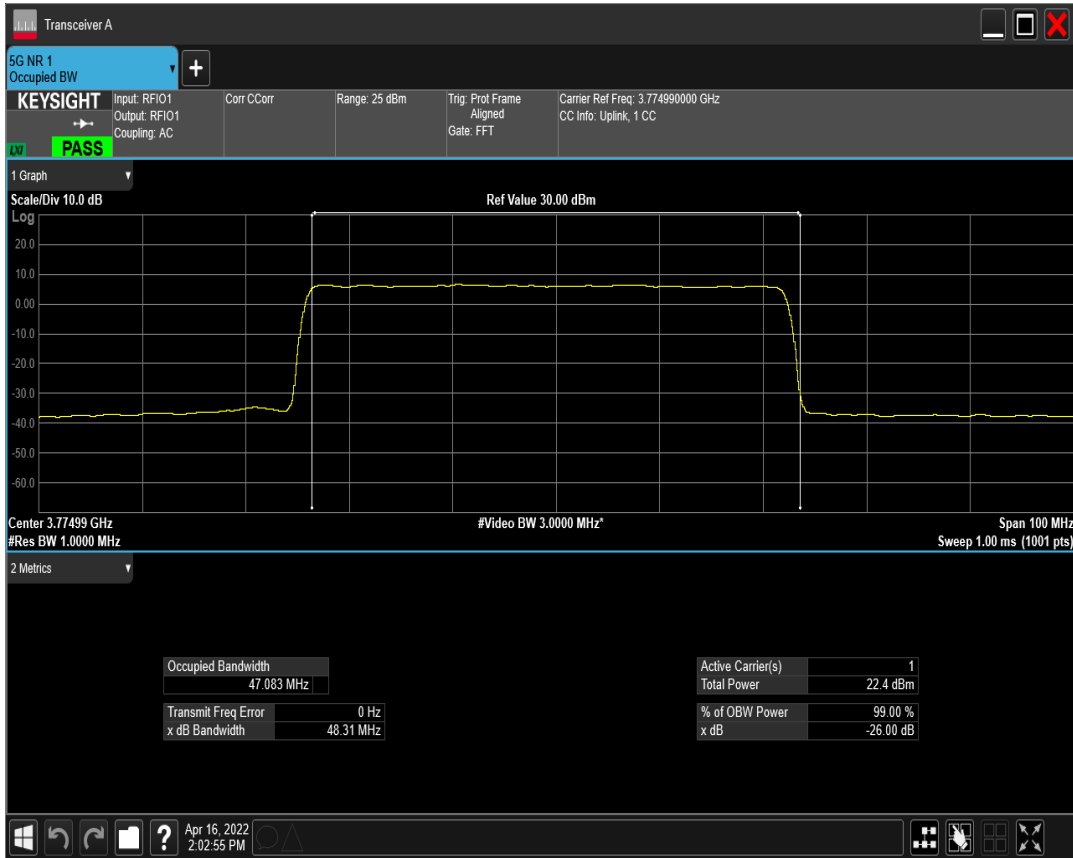 Transceiver A
5G NR 1
Occupied BW
+
KEYSIGHT
LXI
PASS
Input: RFIO1
Output: RFIO1
Coupling: AC
Corr CCorr
Range: 25 dBm
Trig: Prot Frame
Aligned
Gate: FFT
Carrier Ref Freq: 3.774990000 GHz
CC Info: Uplink, 1 CC
1 Graph
Scale/Div 10.0 dB
Ref Value 30.00 dBm
Log
20.0
10.0
0.00
-10.0
-20.0
-30.0
-40.0
-50.0
-60.0
Center 3.77499 GHz
#Video BW 3.0000 MHz*
Span 100 MHz
#Res BW 1.0000 MHz
Sweep 1.00 ms (1001 pts)
2 Metrics
Occupied Bandwidth
47.083 MHz
Transmit Freq Error 0 Hz
x dB Bandwidth 48.31 MHz
Active Carrier(s) 1
Total Power 22.4 dBm
% of OBW Power 99.00 %
x dB -26.00 dB
?
Apr 16, 2022
2:02:55 PM